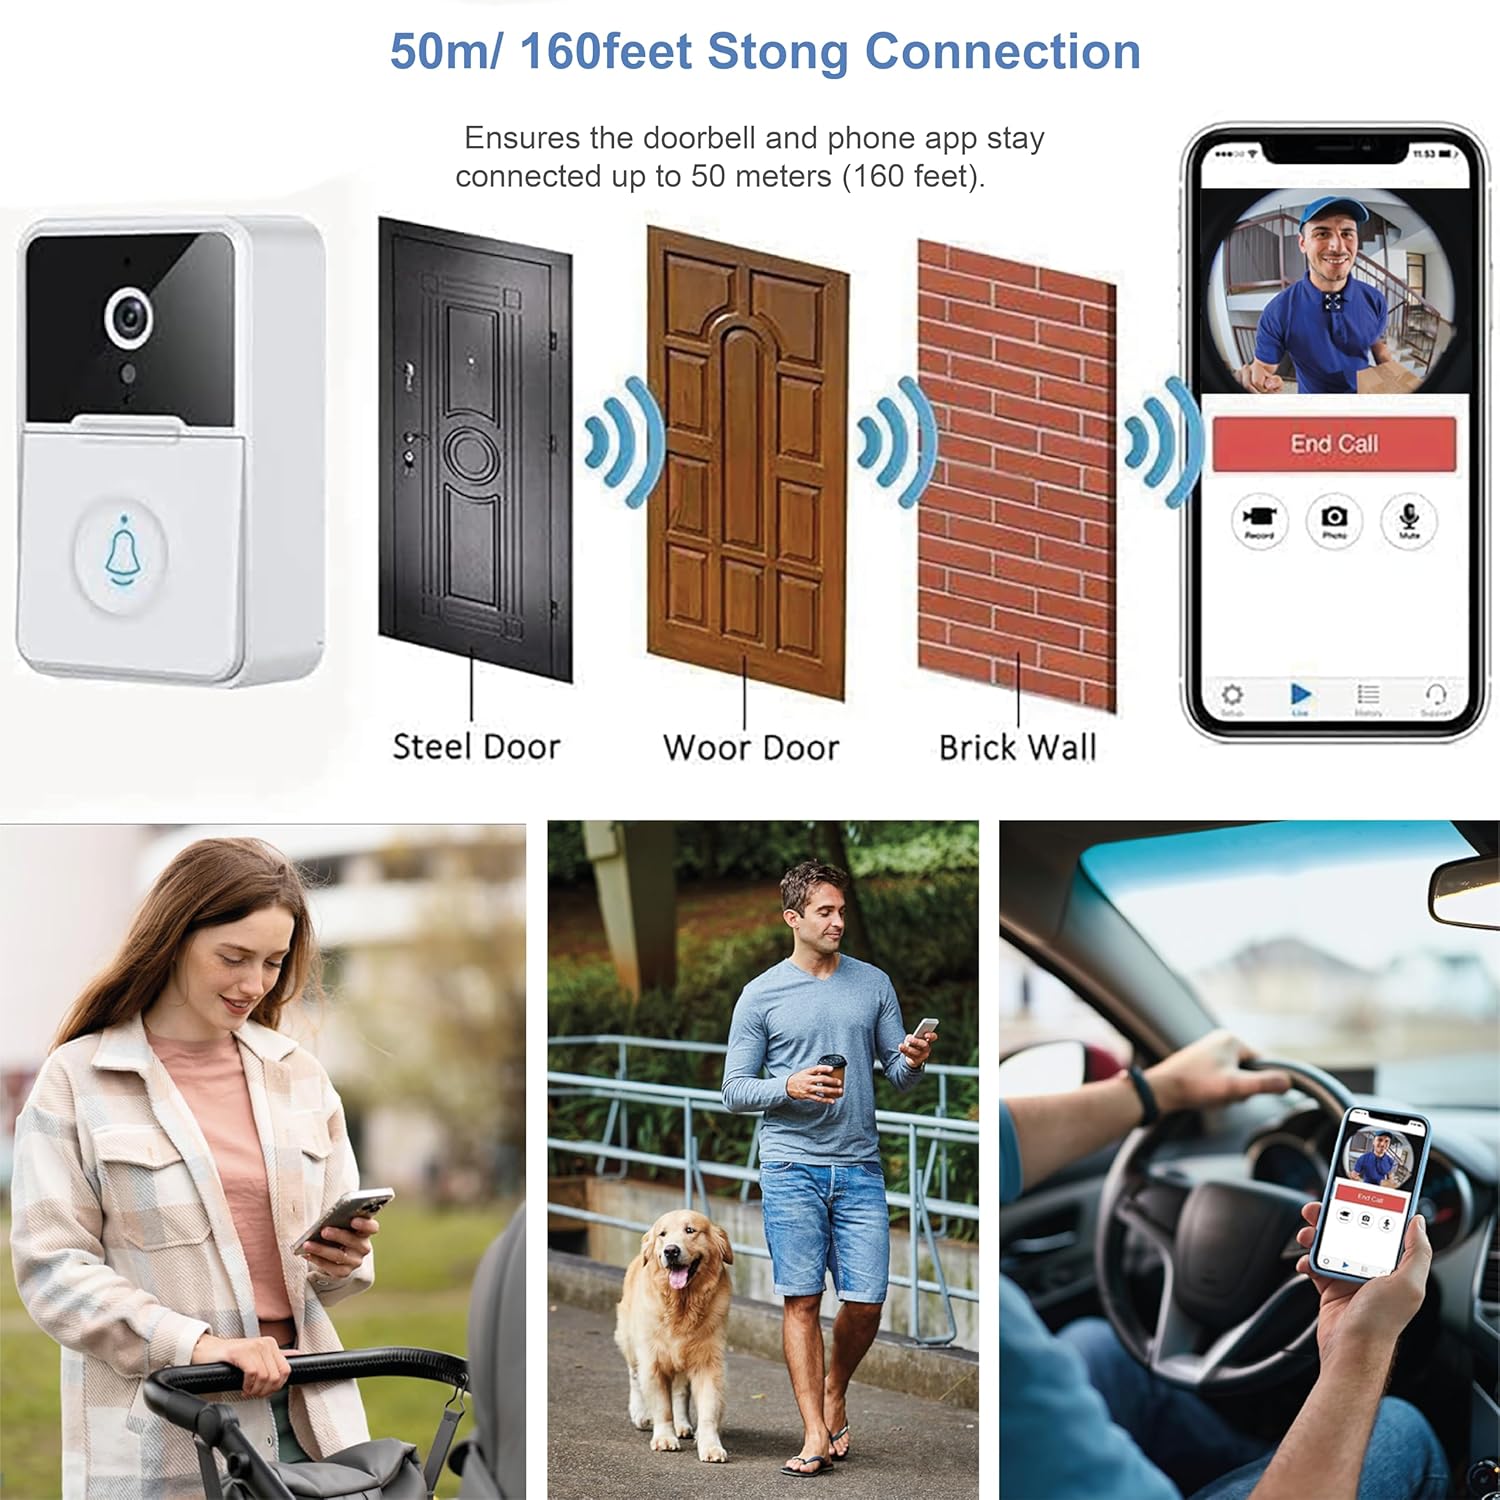 50m/ 160feet Stong Connection
Ensures the doorbell and phone app stay
connected up to 50 meters (160 feet).
11:53
End Call
Record Photo Mute
Setup Live History Support
Steel Door Woor Door Brick Wall
End Call